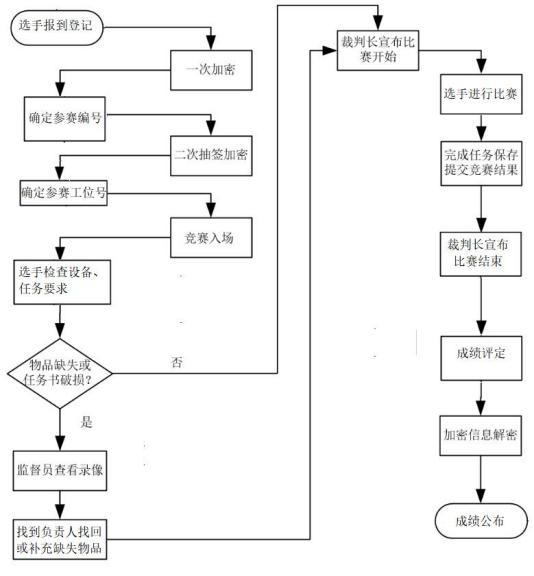 选手报到登记
一次加密
确定参赛编号
二次抽签加密
确定参赛工位号
竞赛入场
选手检查设备、
任务要求
物品缺失或
任务书破损?
否
是
监督员查看录像
找到负责人找回
或补充缺失物品
裁判长宣布比
赛开始
选手进行比赛
完成任务保存
提交竞赛结果
裁判长宣布
比赛结束
成绩评定
加密信息解密
成绩公布